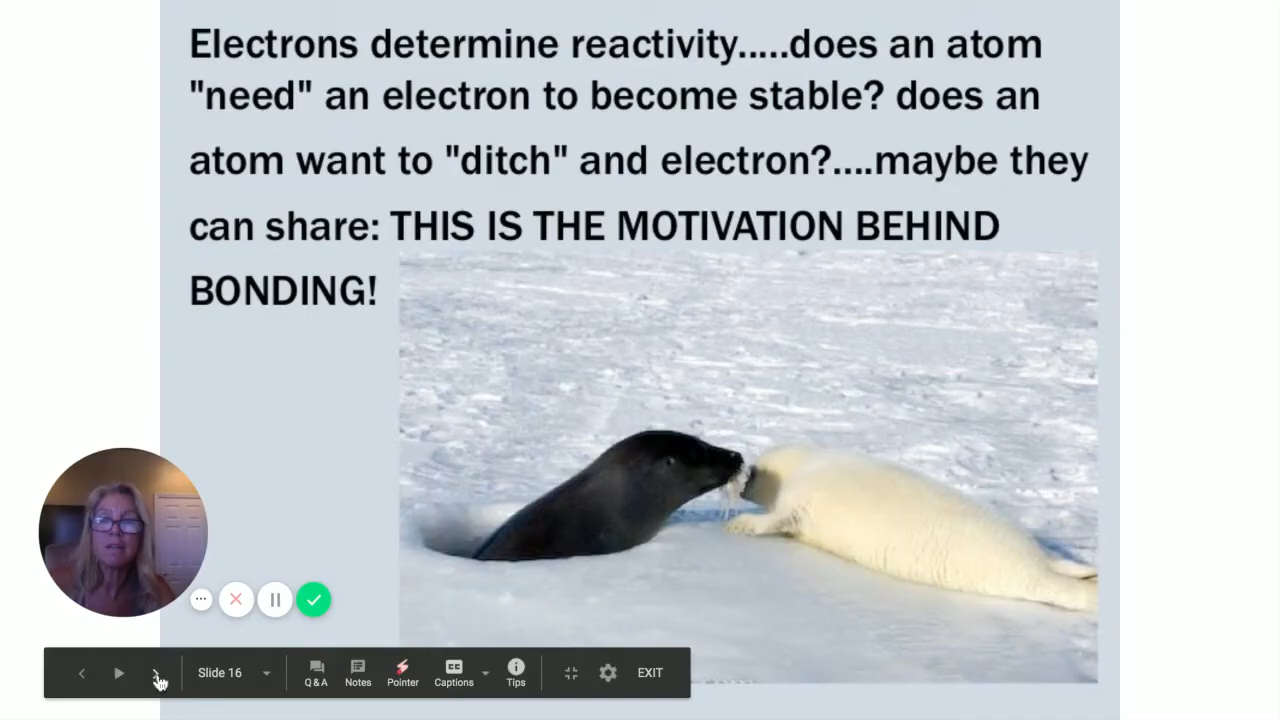 Electrons determine reactivity.....does an atom
"need" an electron to become stable? does an
atom want to "ditch" and electron?....maybe they
can share: THIS IS THE MOTIVATION BEHIND
BONDING!
Slide 16
Q & A
Notes
Pointer
CC
Captions
Tips
EXIT